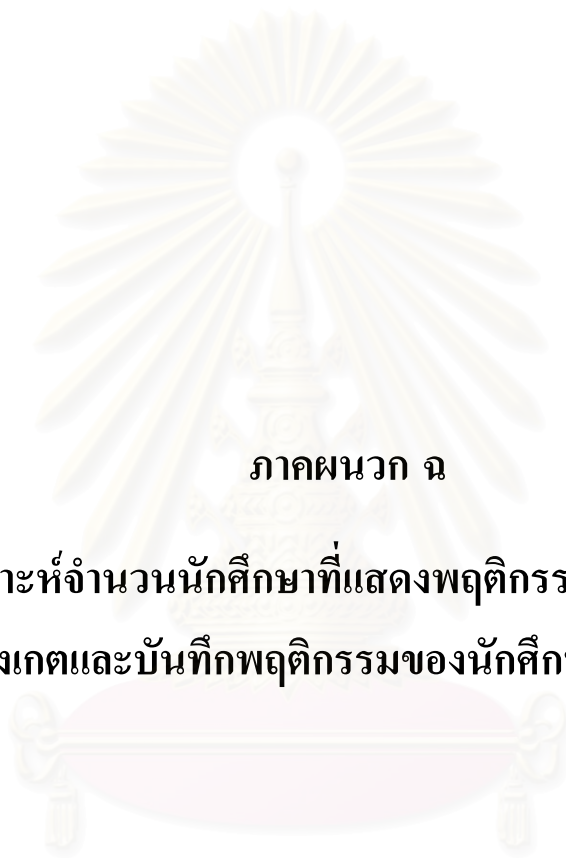 ภาคผนวก ฉ
าะห์จำนวนนักศึกษาที่แสดงพฤติกรร
งเกตและบันทึกพฤติกรรมของนักศึก